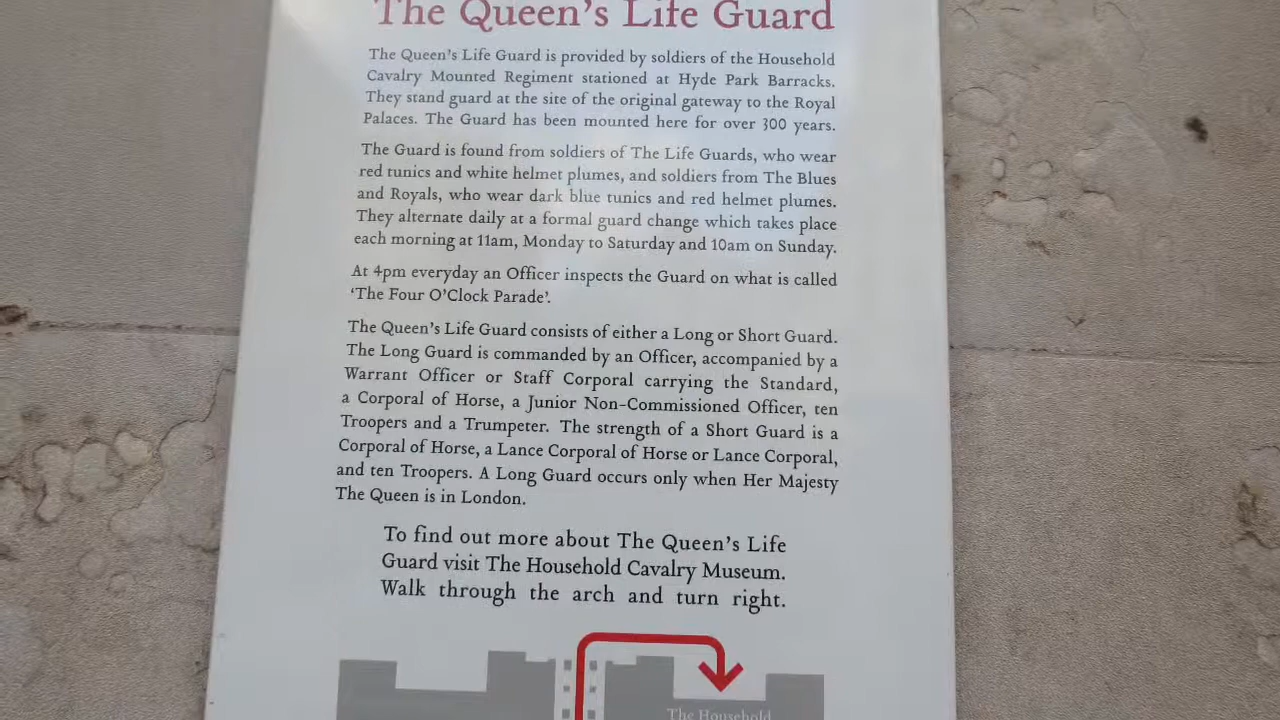 The Queen's Life Guard
The Queen's Life Guard is provided by soldiers of the Household
Cavalry Mounted Regiment stationed at Hyde Park Barracks.
They stand guard at the site of the original gateway to the Royal
Palaces. The Guard has been mounted here for over 300 years.
The Guard is found from soldiers of The Life Guards, who wear
red tunics and white helmet plumes, and soldiers from The Blues
and Royals, who wear dark blue tunics and red helmet plumes.
They alternate daily at a formal guard change which takes place
each morning at 11am, Monday to Saturday and 10am on Sunday.
At 4pm everyday an Officer inspects the Guard on what is called
'The Four O'Clock Parade'.
The Queen's Life Guard consists of either a Long or Short Guard.
The Long Guard is commanded by an Officer, accompanied by a
Warrant Officer or Staff Corporal carrying the Standard,
a Corporal of Horse, a Junior Non-Commissioned Officer, ten
Troopers and a Trumpeter. The strength of a Short Guard is a
Corporal of Horse, a Lance Corporal of Horse or Lance Corporal,
and ten Troopers. A Long Guard occurs only when Her Majesty
The Queen is in London.
To find out more about The Queen's Life
Guard visit The Household Cavalry Museum.
Walk through the arch and turn right.
The Household